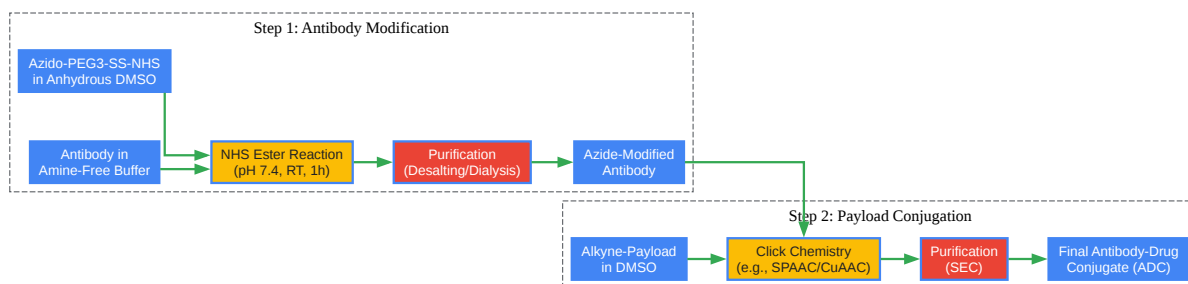 Step 1: Antibody Modification
Azido-PEG3-SS-NHS
in Anhydrous DMSO
Antibody in
Amine-Free Buffer
NHS Ester Reaction
(pH 7.4, RT, 1h)
Purification
(Desalting/Dialysis)
Azide-Modified
Antibody
Step 2: Payload Conjugation
Alkyne-Payload
in DMSO
Click Chemistry
(e.g., SPAAC/CuAAC)
Purification
(SEC)
Final Antibody-Drug
Conjugate (ADC)